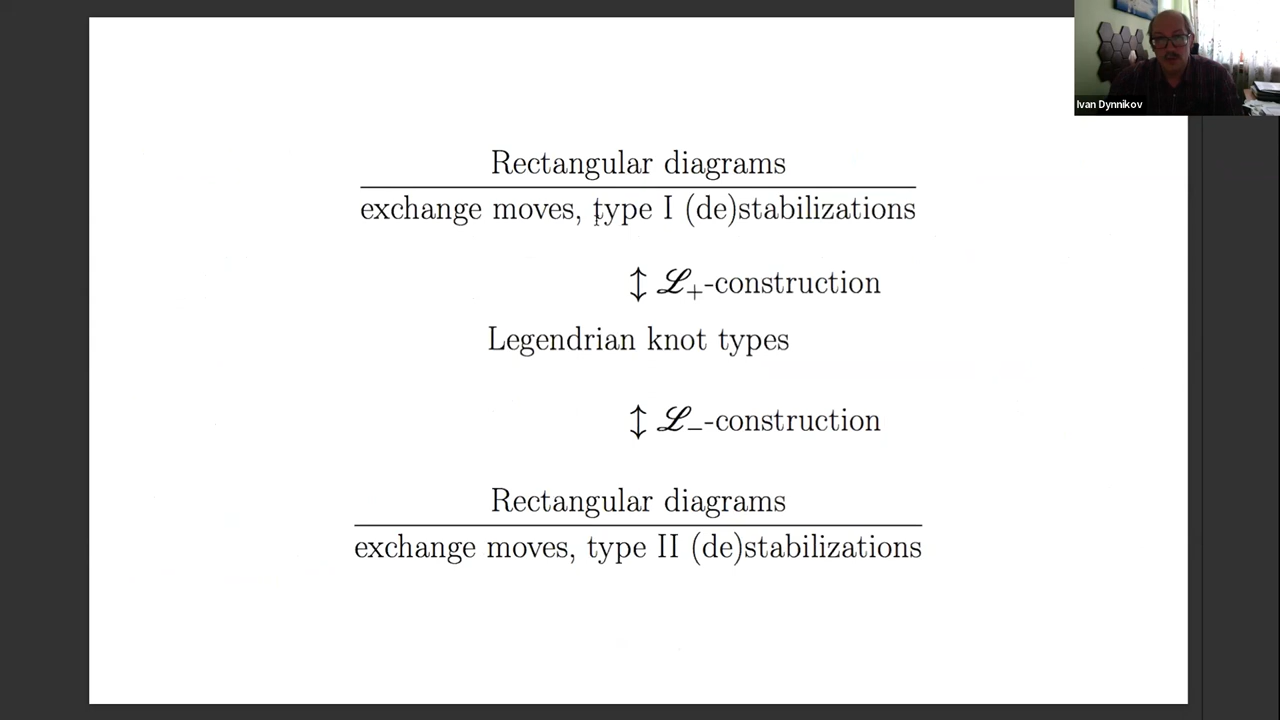 Ivan Dynnikov
Rectangular diagrams
exchange moves, type I (de)stabilizations
↕ ℒ₊-construction
Legendrian knot types
↕ ℒ₋-construction
Rectangular diagrams
exchange moves, type II (de)stabilizations